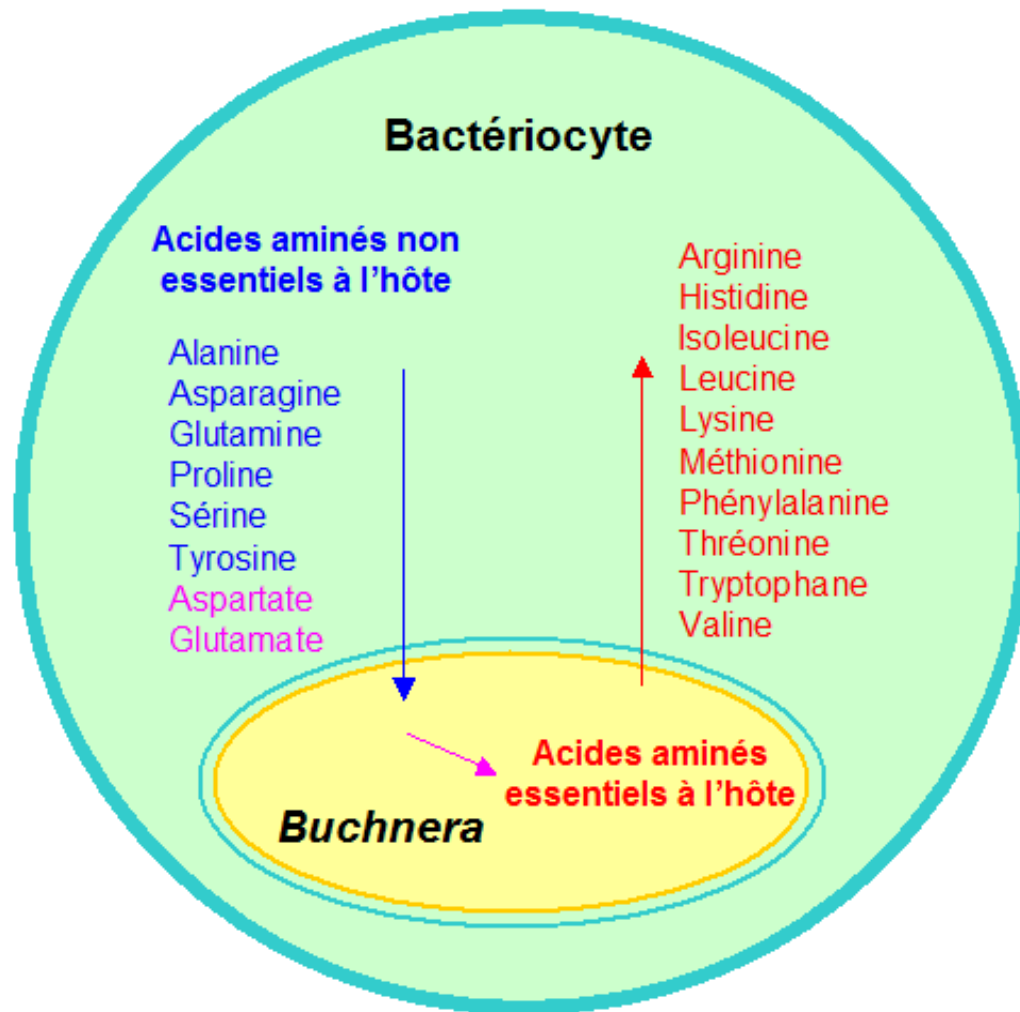 Bactériocyte
Acides aminés non
essentiels à l'hôte
Alanine
Asparagine
Glutamine
Proline
Sérine
Tyrosine
Aspartate
Glutamate
Arginine
Histidine
Isoleucine
Leucine
Lysine
Méthionine
Phénylalanine
Thréonine
Tryptophane
Valine
Acides aminés
essentiels à l'hôte
Buchnera